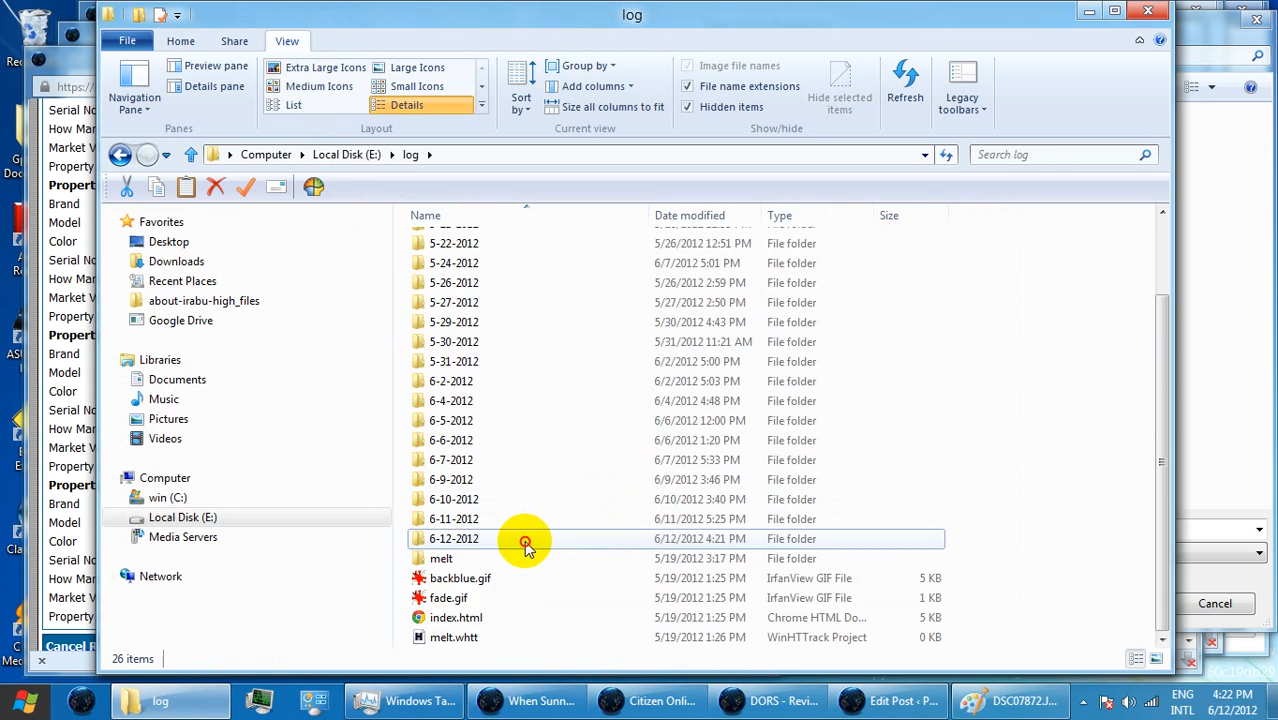 log
File Home Share View
Navigation Pane
Preview pane
Details pane
Panes
Extra Large Icons Large Icons
Medium Icons Small Icons
List Details
Layout
Sort by
Group by
Add columns
Size all columns to fit
Current view
Image file names
File name extensions
Hidden items
Hide selected items
Show/hide
Refresh
Legacy toolbars
Computer Local Disk (E:) log
Search log
Favorites
Desktop
Downloads
Recent Places
about-irabu-high_files
Google Drive
Libraries
Documents
Music
Pictures
Videos
Computer
win (C:)
Local Disk (E:)
Media Servers
Network
Name Date modified Type Size
5-22-2012 5/26/2012 12:51 PM File folder
5-24-2012 6/7/2012 5:01 PM File folder
5-26-2012 5/26/2012 2:59 PM File folder
5-27-2012 5/27/2012 2:50 PM File folder
5-29-2012 5/30/2012 4:43 PM File folder
5-30-2012 5/31/2012 11:21 AM File folder
5-31-2012 6/2/2012 5:00 PM File folder
6-2-2012 6/2/2012 5:03 PM File folder
6-4-2012 6/4/2012 4:48 PM File folder
6-5-2012 6/6/2012 12:00 PM File folder
6-6-2012 6/6/2012 1:20 PM File folder
6-7-2012 6/7/2012 5:33 PM File folder
6-9-2012 6/9/2012 3:46 PM File folder
6-10-2012 6/10/2012 3:40 PM File folder
6-11-2012 6/11/2012 5:25 PM File folder
6-12-2012 6/12/2012 4:21 PM File folder
melt 5/19/2012 3:17 PM File folder
backblue.gif 5/19/2012 1:25 PM IrfanView GIF File 5 KB
fade.gif 5/19/2012 1:25 PM IrfanView GIF File 1 KB
index.html 5/19/2012 1:25 PM Chrome HTML Do... 5 KB
melt.whtt 5/19/2012 1:26 PM WinHTTrack Project 0 KB
26 items
https:/
Serial No
How Mar
Market V
Property
Property
Brand
Model
Color
Serial No
How Mar
Market V
Property
Property
Brand
Model
Color
Serial No
How Mar
Market V
Property
Property
Brand
Model
Color
Serial No
How Mar
Market V
Property
Cancel R
Cancel
60c19db29
log
Windows Ta...
When Sunn...
Citizen Onli...
DORS - Revi...
Edit Post ‹ P...
DSC07872.J...
ENG
INTL
4:22 PM
6/12/2012